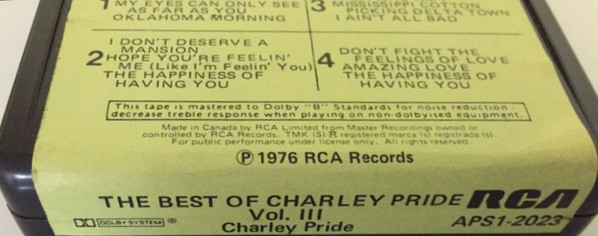 1 MY EYES CAN ONLY SEE
AS FAR AS YOU
OKLAHOMA MORNING
3 MISSISSIPPI COTTON
PICKING DELTA TOWN
I AIN'T ALL BAD
2 I DON'T DESERVE A
MANSION
HOPE YOU'RE FEELIN'
ME (Like I'm Feelin' You)
THE HAPPINESS OF
HAVING YOU
4 DON'T FIGHT THE
FEELINGS OF LOVE
AMAZING LOVE
THE HAPPINESS OF
HAVING YOU
This tape is mastered to Dolby "B" Standards for noise reduction -
decrease treble response when playing on non-dolbyised equipment.
Made in Canada by RCA Limited from Master Recordings owned or
controlled by RCA Records. TMK (S) ® registered marca (s) registrada (s).
For public performance under license only. All rights reserved.
℗ 1976 RCA Records
THE BEST OF CHARLEY PRIDE RCA
Vol. III
DOLBY SYSTEM ®
Charley Pride
APS1-2023